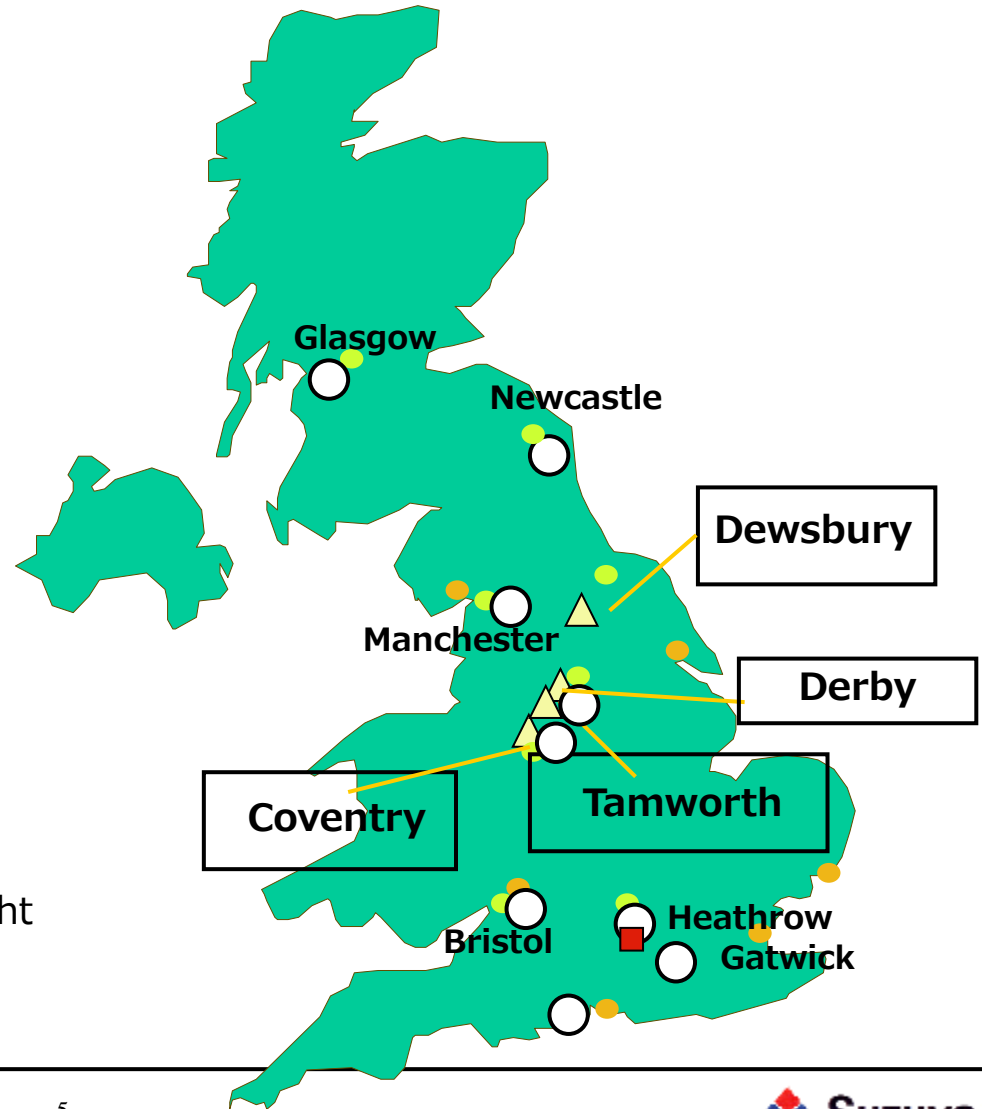 Glasgow
Newcastle
Dewsbury
Manchester
Derby
Tamworth
Coventry
ht
Heathrow
Bristol
Gatwick
5